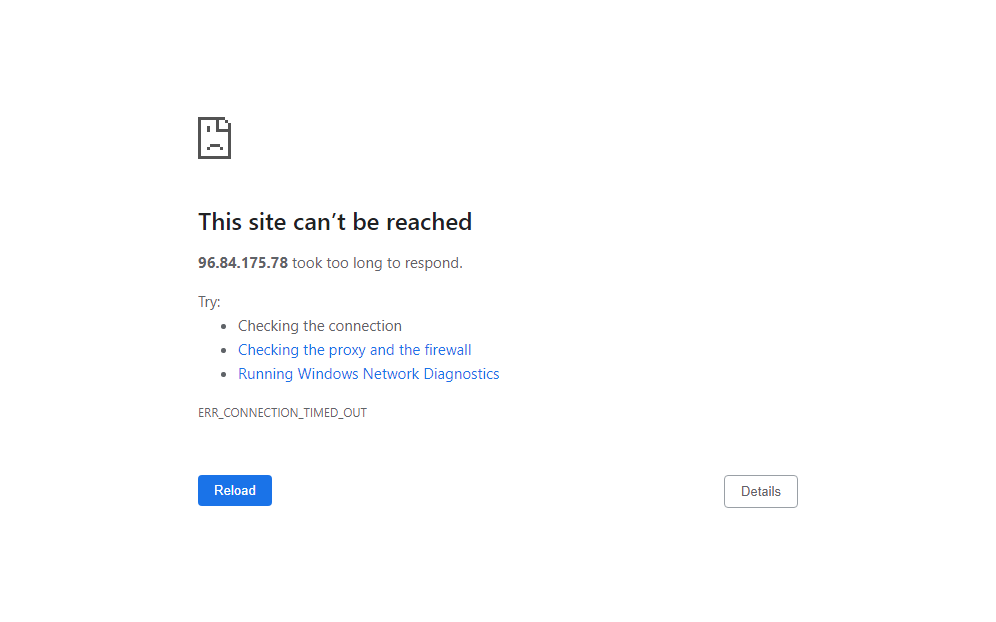 This site can’t be reached
96.84.175.78 took too long to respond.
Try:
Checking the connection
Checking the proxy and the firewall
Running Windows Network Diagnostics
ERR_CONNECTION_TIMED_OUT
Reload
Details